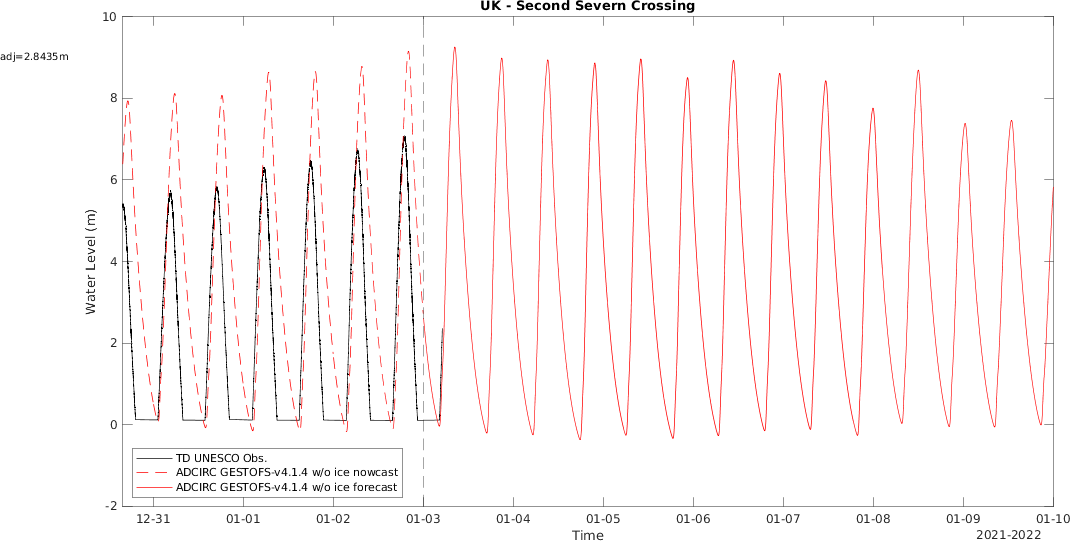 UK - Second Severn Crossing
adj=2.8435m
10
8
6
4
2
0
-2
Water Level (m)
TD UNESCO Obs.
ADCIRC GESTOFS-v4.1.4 w/o ice nowcast
ADCIRC GESTOFS-v4.1.4 w/o ice forecast
12-31 01-01 01-02 01-03 01-04 01-05 01-06 01-07 01-08 01-09 01-10
Time
2021-2022